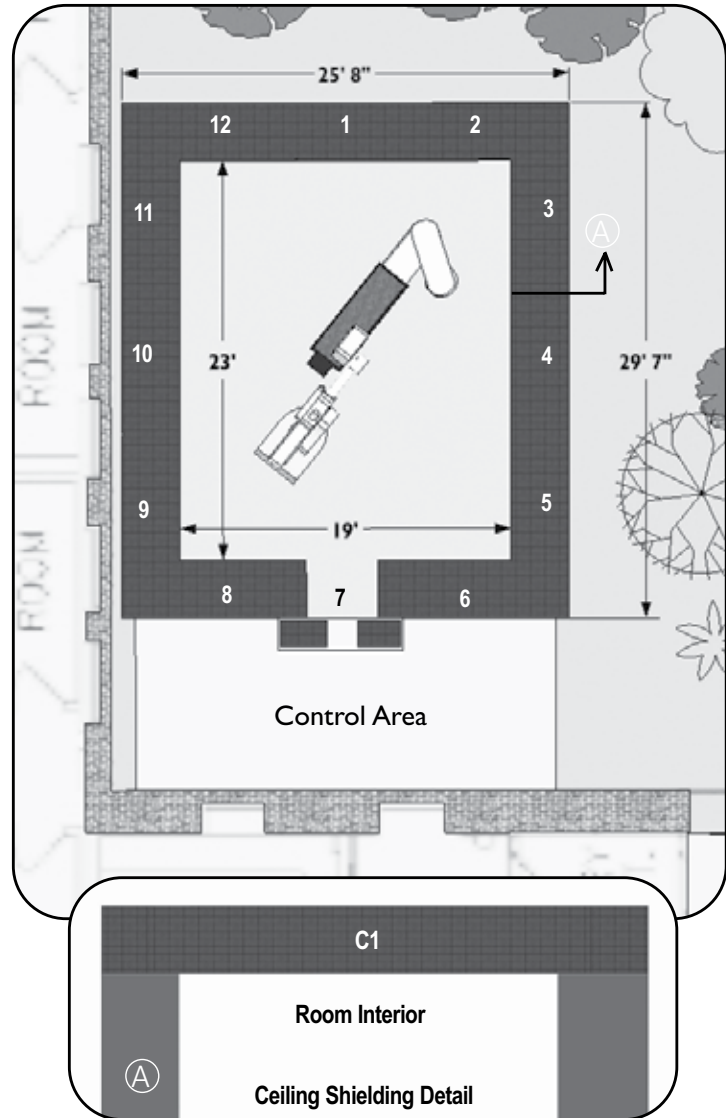 25' 8"
12 1 2
11 3
A
10 23' 4 29' 7"
ROOM
9 5
19'
ROOM
8 7 6
Control Area
C1
Room Interior
A
Ceiling Shielding Detail